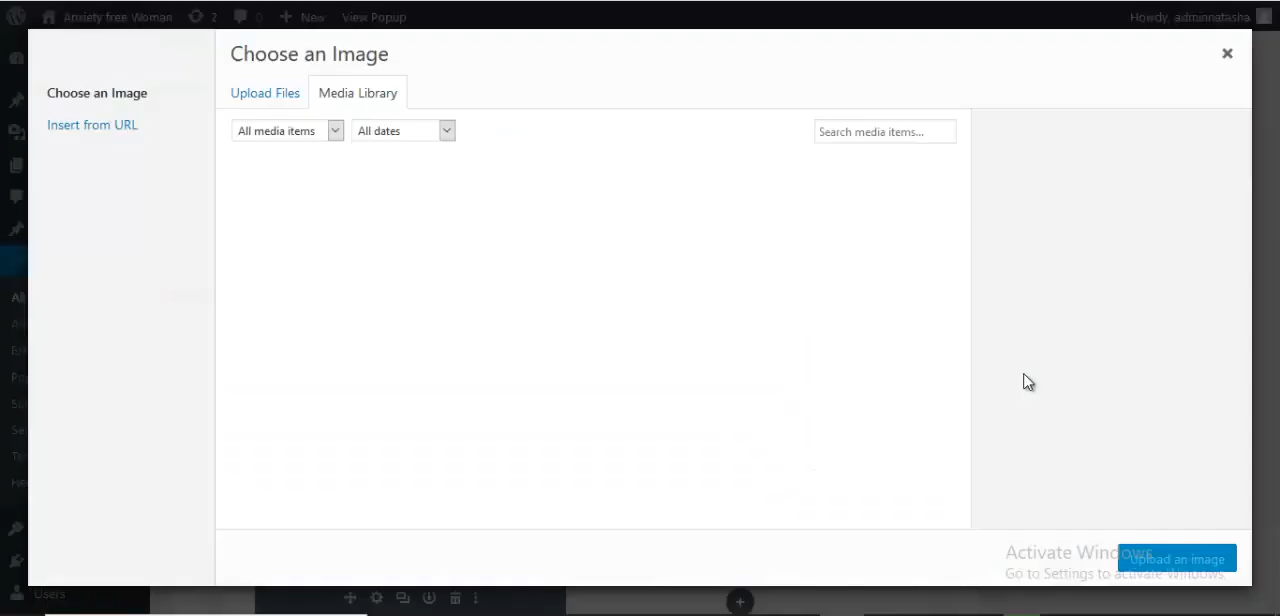 Anxiety free Woman 2 0 New View Popup Howdy, adminnatasha
Choose an Image
Choose an Image
Insert from URL
Upload Files Media Library
All media items All dates Search media items...
All
Activate Windows
Go to Settings to activate Windows.
Upload an image
Users